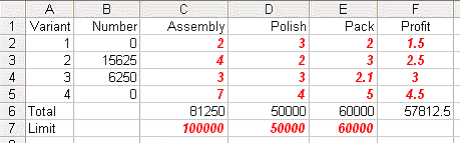 A B C D E F
1 Variant Number Assembly Polish Pack Profit
2 1 0 2 3 2 1.5
3 2 15625 4 2 3 2.5
4 3 6250 3 3 2.1 3
5 4 0 7 4 5 4.5
6 Total 81250 50000 60000 57812.5
7 Limit 100000 50000 60000